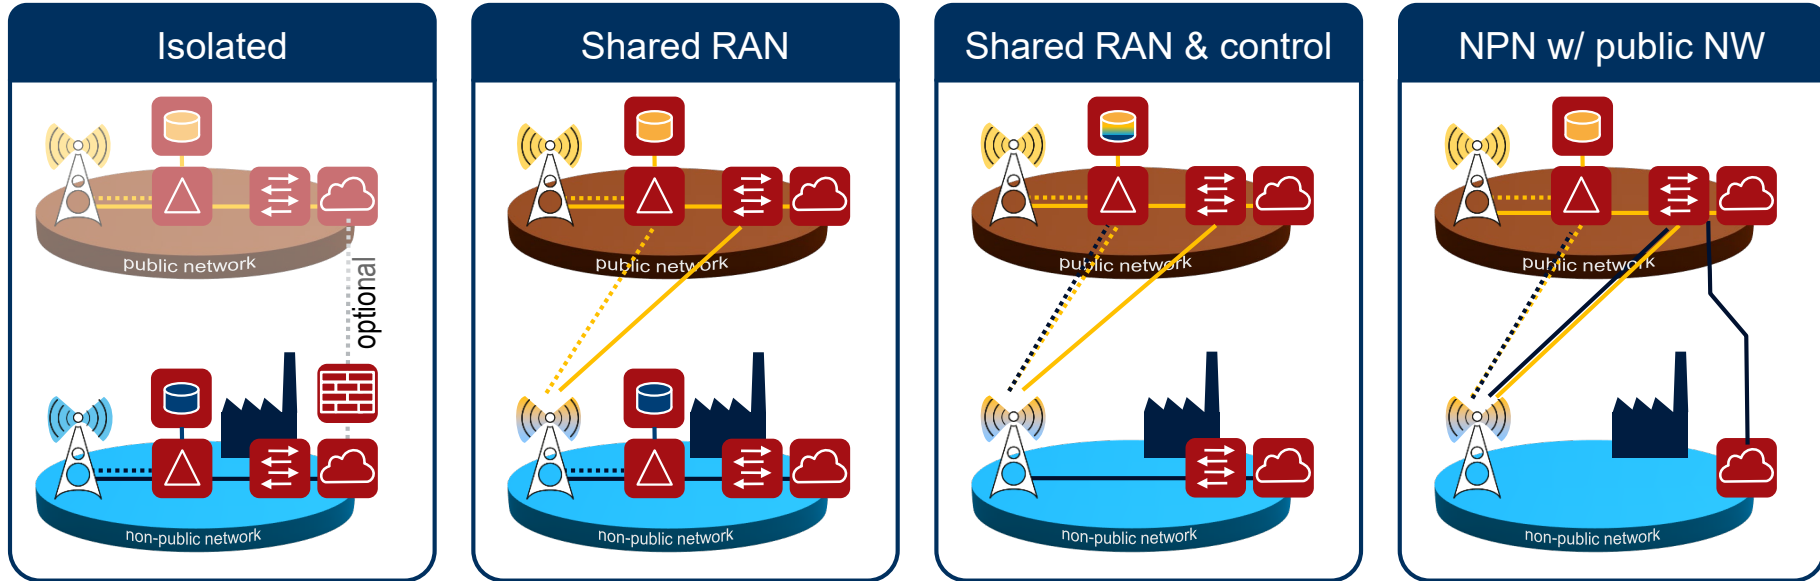 Isolated
public network
optional
non-public network
Shared RAN
public network
non-public network
Shared RAN & control
public network
non-public network
NPN w/ public NW
public network
non-public network